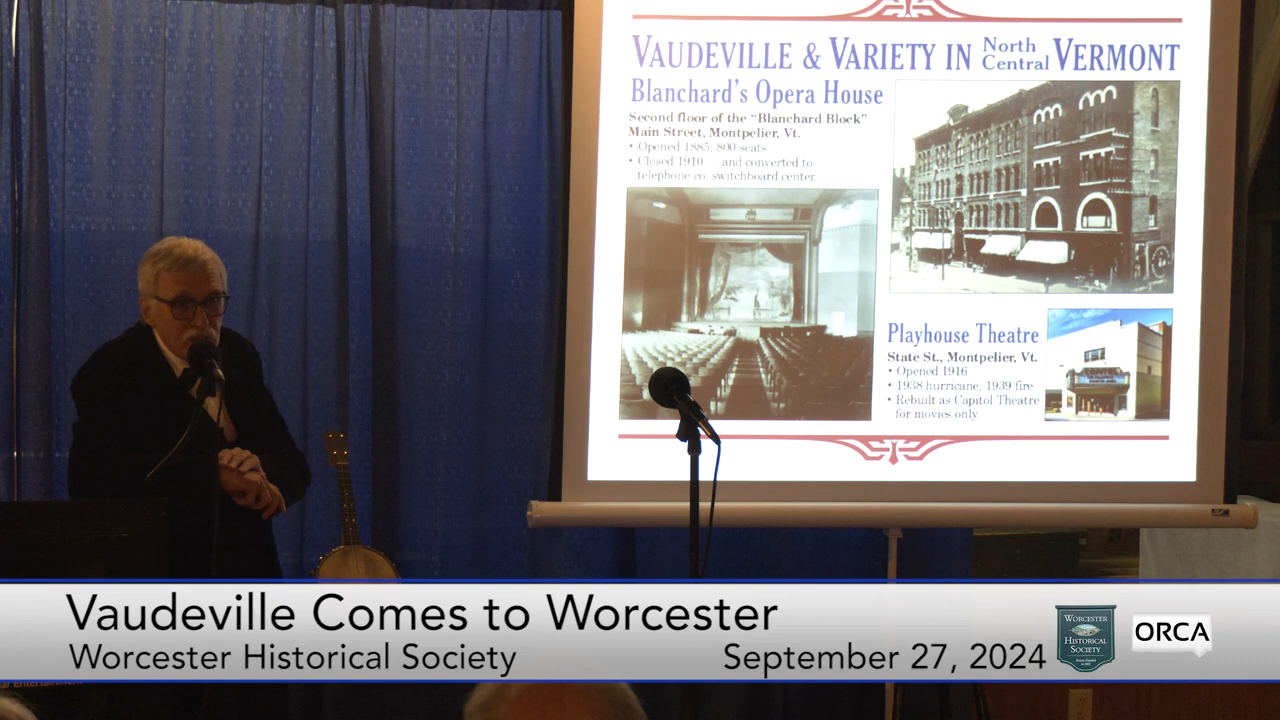 VAUDEVILLE & VARIETY IN North Central VERMONT
Blanchard's Opera House
Second floor of the "Blanchard Block"
Main Street, Montpelier, Vt.
• Opened 1885; 800 seats
• Closed 1910 and converted to
telephone co. switchboard center.
Playhouse Theatre
State St., Montpelier, Vt.
• Opened 1916
• 1938 hurricane, 1939 fire
• Rebuilt as Capitol Theatre
for movies only.
Vaudeville Comes to Worcester
Worcester Historical Society
September 27, 2024
WORCESTER
HISTORICAL
SOCIETY
ORCA